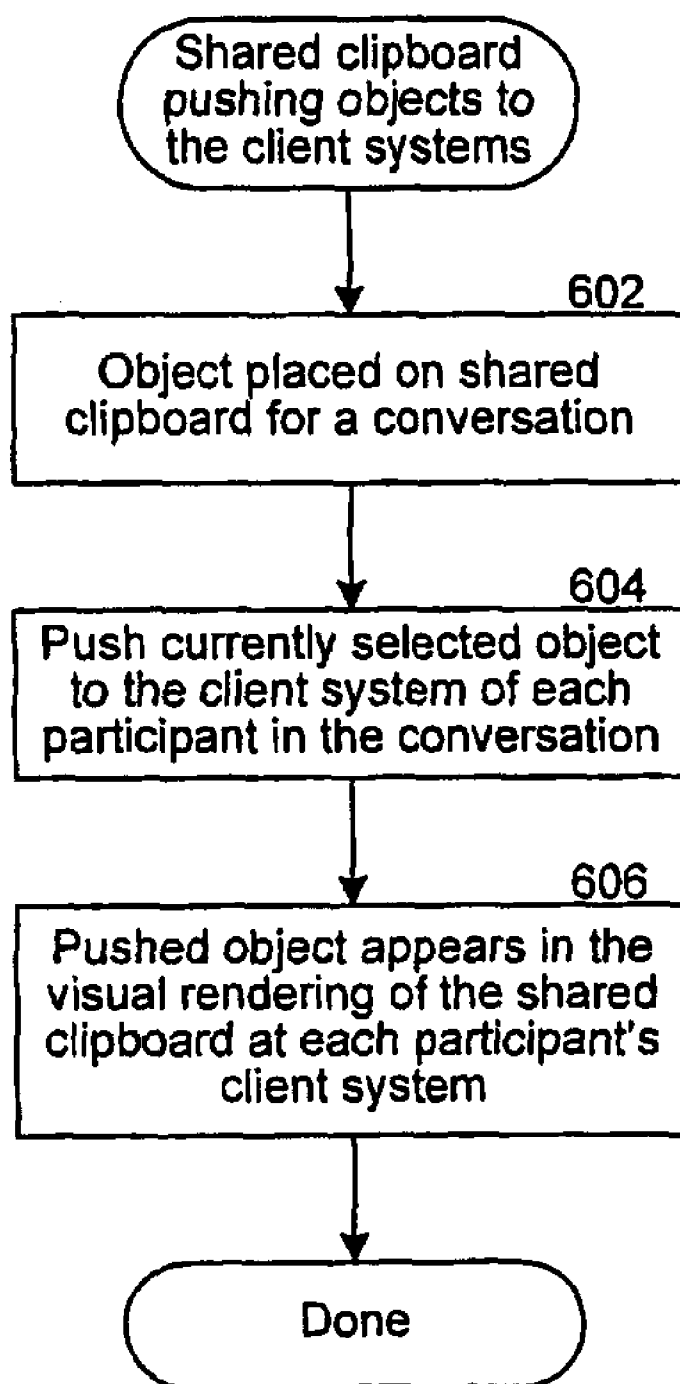 Shared clipboard
pushing objects to
the client systems
602
Object placed on shared
clipboard for a conversation
604
Push currently selected object
to the client system of each
participant in the conversation
606
Pushed object appears in the
visual rendering of the shared
clipboard at each participant's
client system
Done